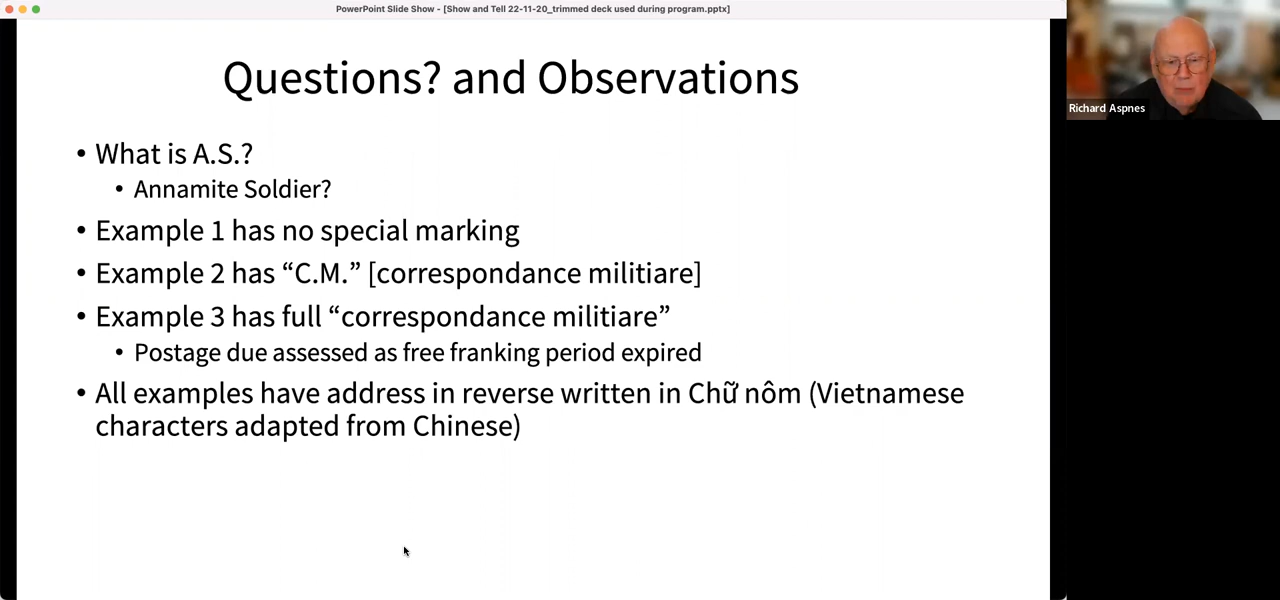 PowerPoint Slide Show - [Show and Tell 22-11-20_trimmed deck used during program.pptx]
Questions? and Observations
• What is A.S.?
• Annamite Soldier?
• Example 1 has no special marking
• Example 2 has “C.M.” [correspondance militiare]
• Example 3 has full “correspondance militiare”
• Postage due assessed as free franking period expired
• All examples have address in reverse written in Chữ nôm (Vietnamese
characters adapted from Chinese)
Richard Aspnes